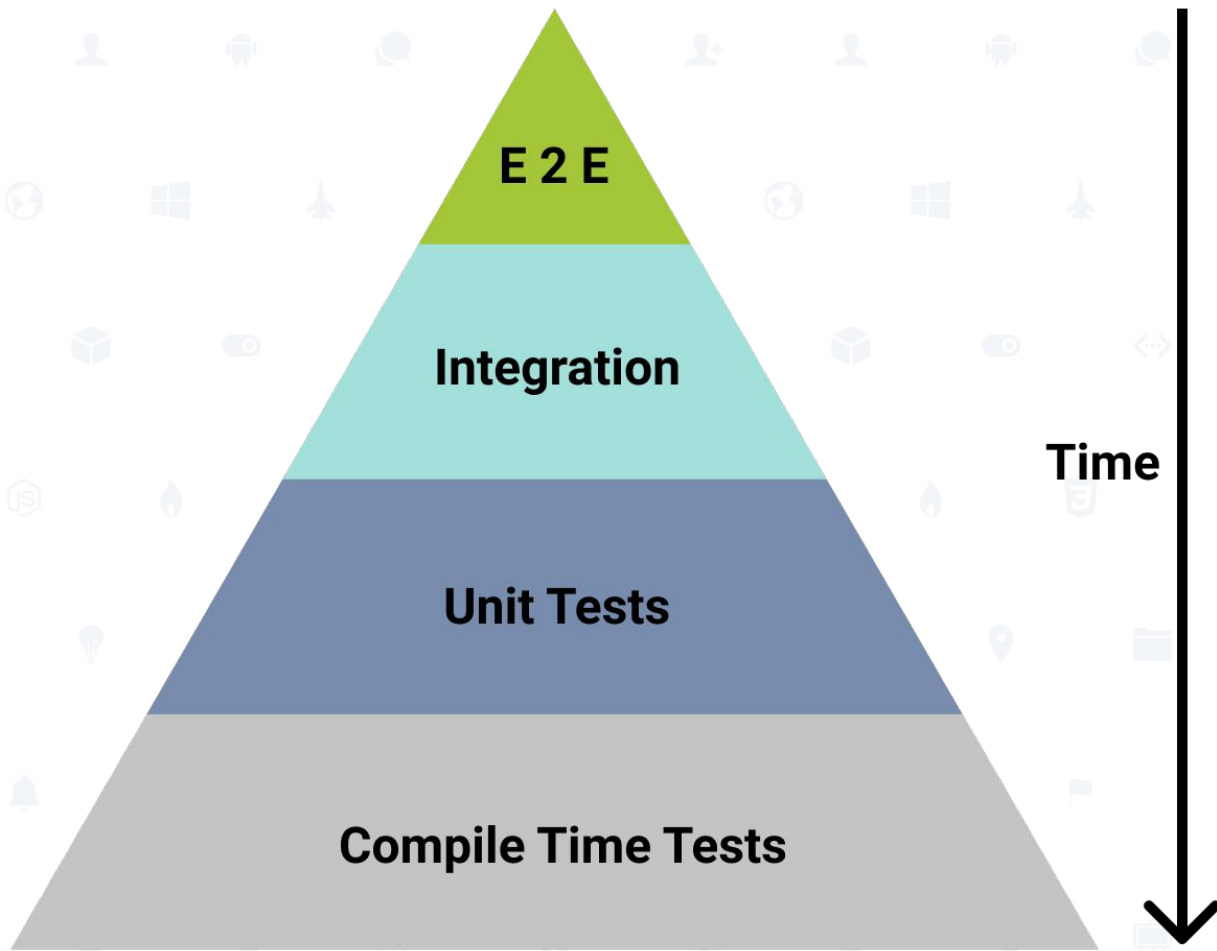 E 2 E
Integration
Time
Unit Tests
Compile Time Tests